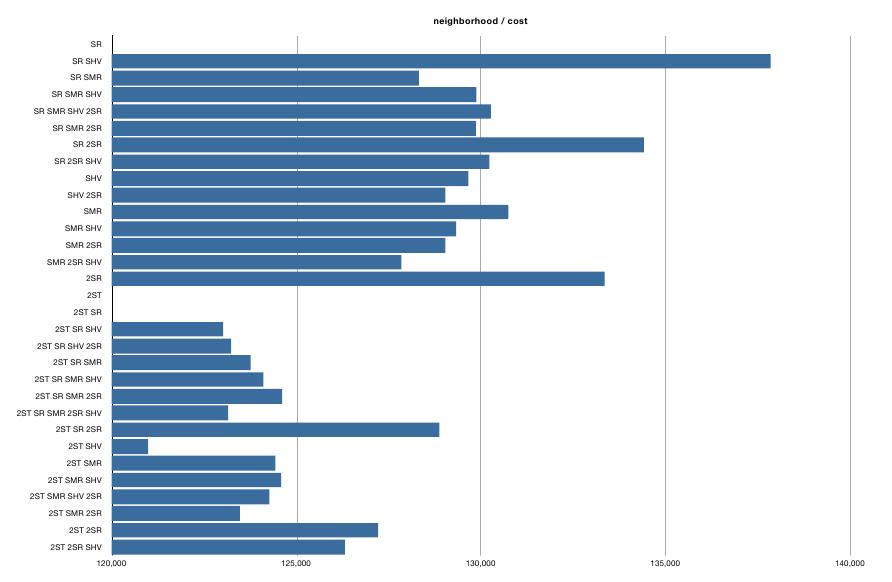 neighborhood / cost
SR
SR SHV
SR SMR
SR SMR SHV
SR SMR SHV 2SR
SR SMR 2SR
SR 2SR
SR 2SR SHV
SHV
SHV 2SR
SMR
SMR SHV
SMR 2SR
SMR 2SR SHV
2SR
2ST
2ST SR
2ST SR SHV
2ST SR SHV 2SR
2ST SR SMR
2ST SR SMR SHV
2ST SR SMR 2SR
2ST SR SMR 2SR SHV
2ST SR 2SR
2ST SHV
2ST SMR
2ST SMR SHV
2ST SMR SHV 2SR
2ST SMR 2SR
2ST 2SR
2ST 2SR SHV
120,000 125,000 130,000 135,000 140,000